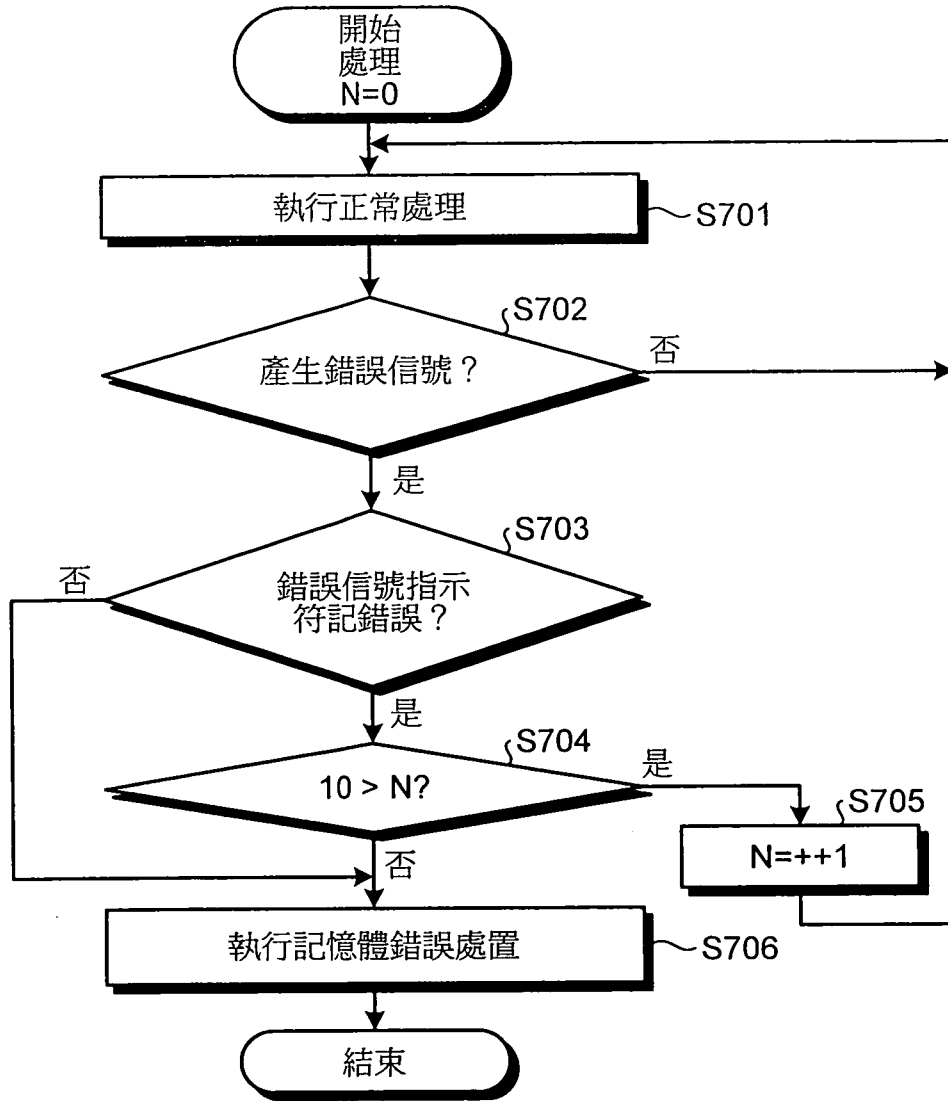 開始
處理
N=0
執行正常處理
S701
S702
產生錯誤信號？
否
是
S703
否
錯誤信號指示
符記錯誤？
是
S704
10 > N?
是
S705
N=++1
否
執行記憶體錯誤處置
S706
結束